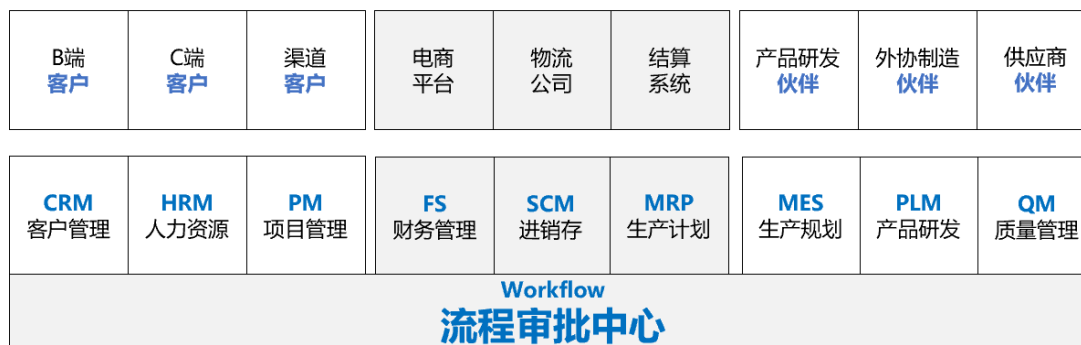 B端
客户
C端
客户
渠道
客户
电商
平台
物流
公司
结算
系统
产品研发
伙伴
外协制造
伙伴
供应商
伙伴
CRM
客户管理
HRM
人力资源
PM
项目管理
FS
财务管理
SCM
进销存
MRP
生产计划
MES
生产规划
PLM
产品研发
QM
质量管理
Workflow
流程审批中心